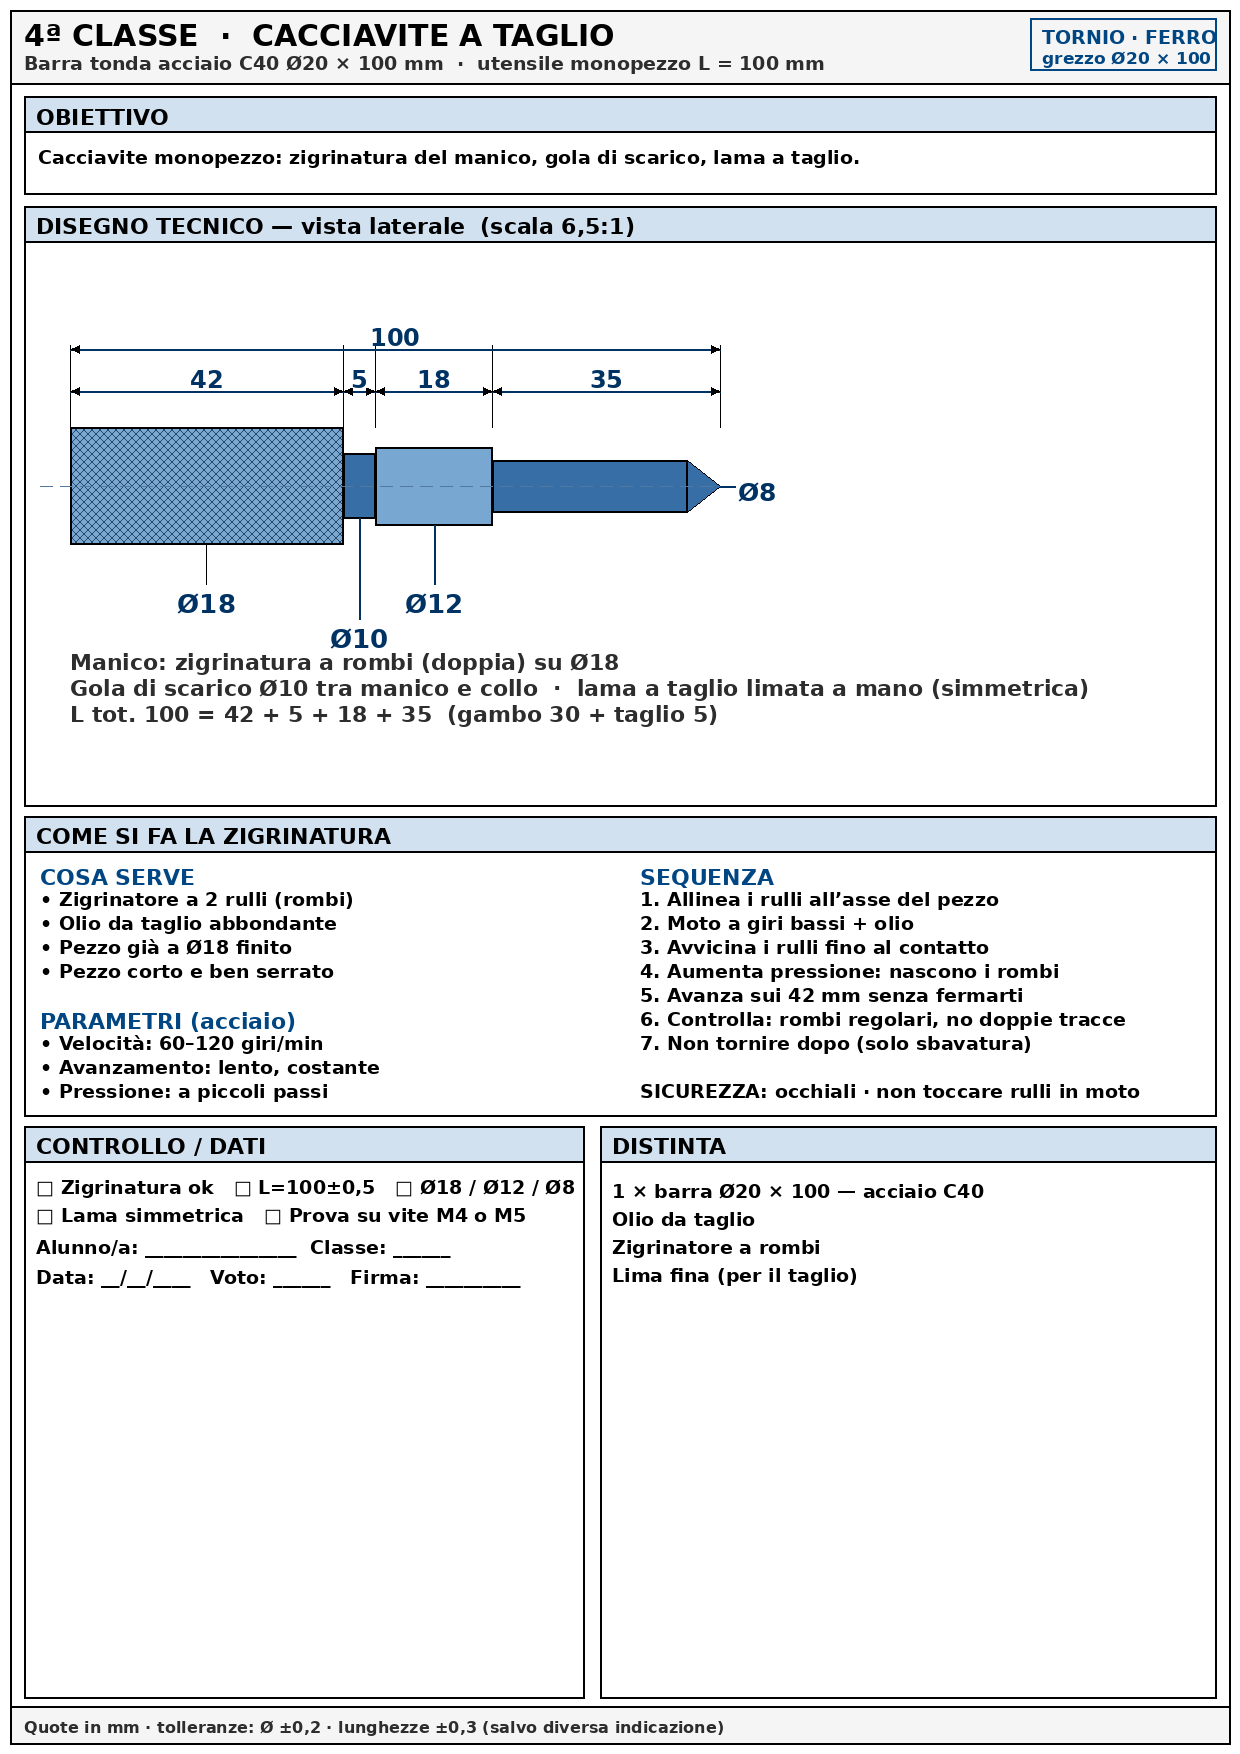 4ª CLASSE · CACCIAVITE A TAGLIO
Barra tonda acciaio C40 Ø20 × 100 mm · utensile monopezzo L = 100 mm
TORNIO · FERRO
grezzo Ø20 × 100
OBIETTIVO
Cacciavite monopezzo: zigrinatura del manico, gola di scarico, lama a taglio.
DISEGNO TECNICO — vista laterale (scala 6,5:1)
100
42 5 18 35
Ø8
Ø18 Ø12
Ø10
Manico: zigrinatura a rombi (doppia) su Ø18
Gola di scarico Ø10 tra manico e collo · lama a taglio limata a mano (simmetrica)
L tot. 100 = 42 + 5 + 18 + 35 (gambo 30 + taglio 5)
COME SI FA LA ZIGRINATURA
COSA SERVE
• Zigrinatore a 2 rulli (rombi)
• Olio da taglio abbondante
• Pezzo già a Ø18 finito
• Pezzo corto e ben serrato
PARAMETRI (acciaio)
• Velocità: 60–120 giri/min
• Avanzamento: lento, costante
• Pressione: a piccoli passi
SEQUENZA
1. Allinea i rulli all’asse del pezzo
2. Moto a giri bassi + olio
3. Avvicina i rulli fino al contatto
4. Aumenta pressione: nascono i rombi
5. Avanza sui 42 mm senza fermarti
6. Controlla: rombi regolari, no doppie tracce
7. Non tornire dopo (solo sbavatura)
SICUREZZA: occhiali · non toccare rulli in moto
CONTROLLO / DATI
□ Zigrinatura ok □ L=100±0,5 □ Ø18 / Ø12 / Ø8
□ Lama simmetrica □ Prova su vite M4 o M5
Alunno/a: ________________ Classe: ______
Data: __/__/____ Voto: ______ Firma: __________
DISTINTA
1 × barra Ø20 × 100 — acciaio C40
Olio da taglio
Zigrinatore a rombi
Lima fina (per il taglio)
Quote in mm · tolleranze: Ø ±0,2 · lunghezze ±0,3 (salvo diversa indicazione)